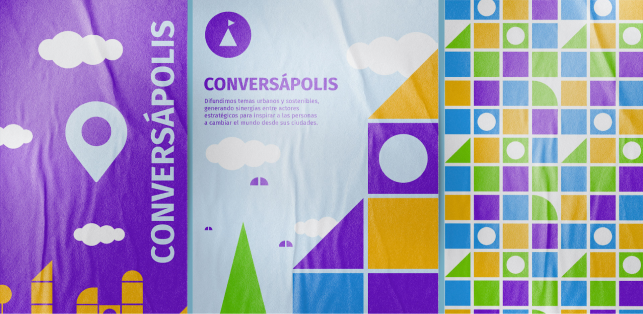 CONVERSÁPOLIS
CONVERSÁPOLIS
Difundimos temas urbanos y sostenibles,
generando sinergias entre actores
estratégicos para inspirar a las personas
a cambiar el mundo desde sus ciudades.